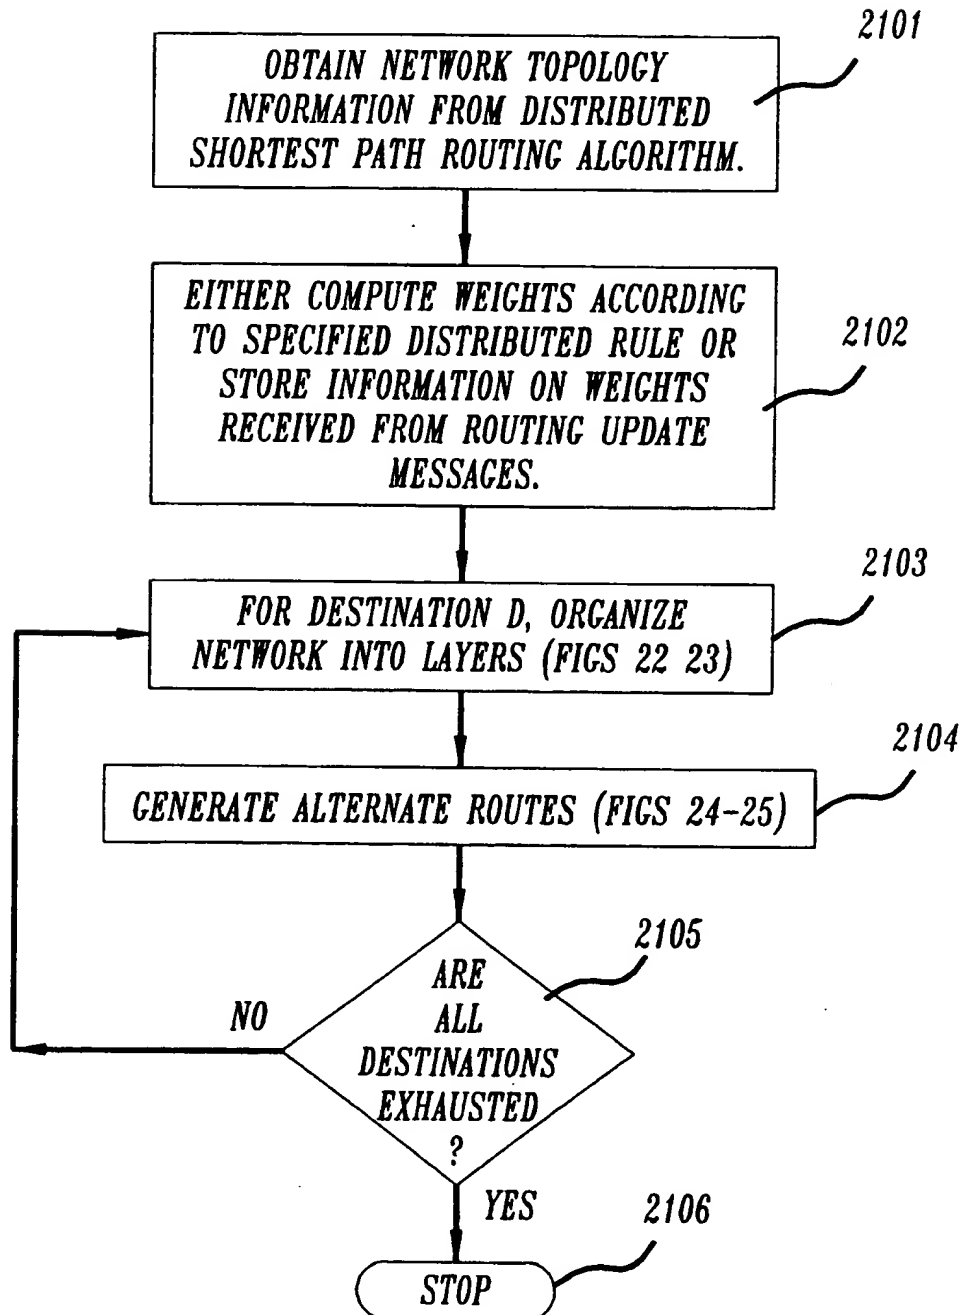 2101
OBTAIN NETWORK TOPOLOGY
INFORMATION FROM DISTRIBUTED
SHORTEST PATH ROUTING ALGORITHM.
EITHER COMPUTE WEIGHTS ACCORDING
TO SPECIFIED DISTRIBUTED RULE OR
STORE INFORMATION ON WEIGHTS
RECEIVED FROM ROUTING UPDATE
MESSAGES.
2102
2103
FOR DESTINATION D, ORGANIZE
NETWORK INTO LAYERS (FIGS 22 23)
2104
GENERATE ALTERNATE ROUTES (FIGS 24-25)
2105
ARE
ALL
DESTINATIONS
EXHAUSTED
?
NO
YES
2106
STOP